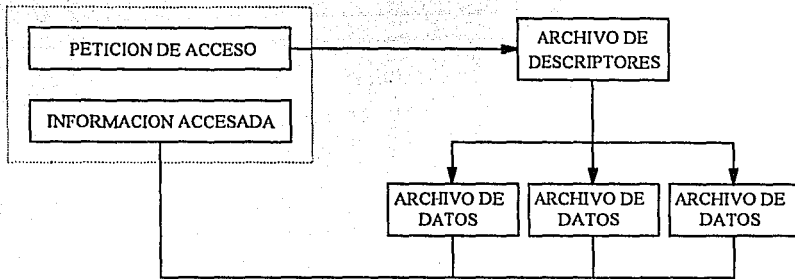 PETICION DE ACCESO
ARCHIVO DE
DESCRIPTORES
INFORMACION ACCESADA
ARCHIVO DE
DATOS
ARCHIVO DE
DATOS
ARCHIVO DE
DATOS